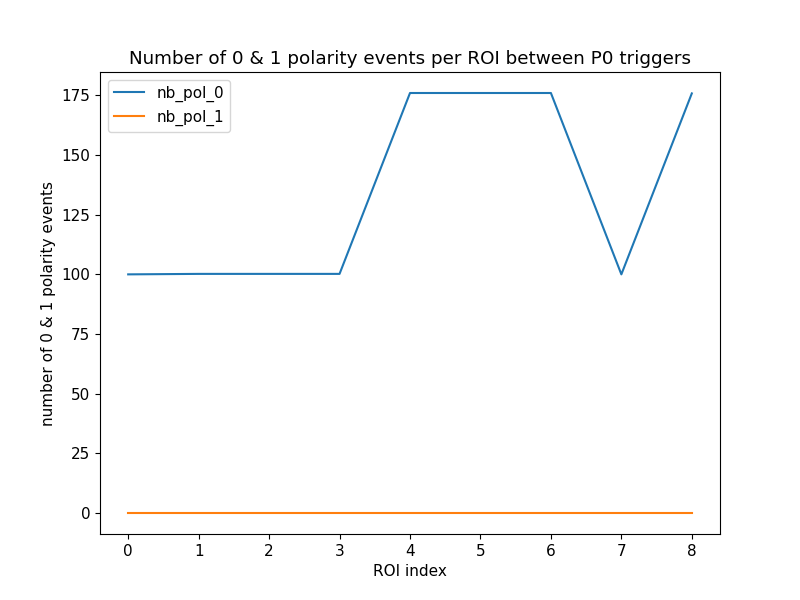 Number of 0 & 1 polarity events per ROI between P0 triggers
nb_pol_0
nb_pol_1
number of 0 & 1 polarity events
175
150
125
100
75
50
25
0
0 1 2 3 4 5 6 7 8
ROI index